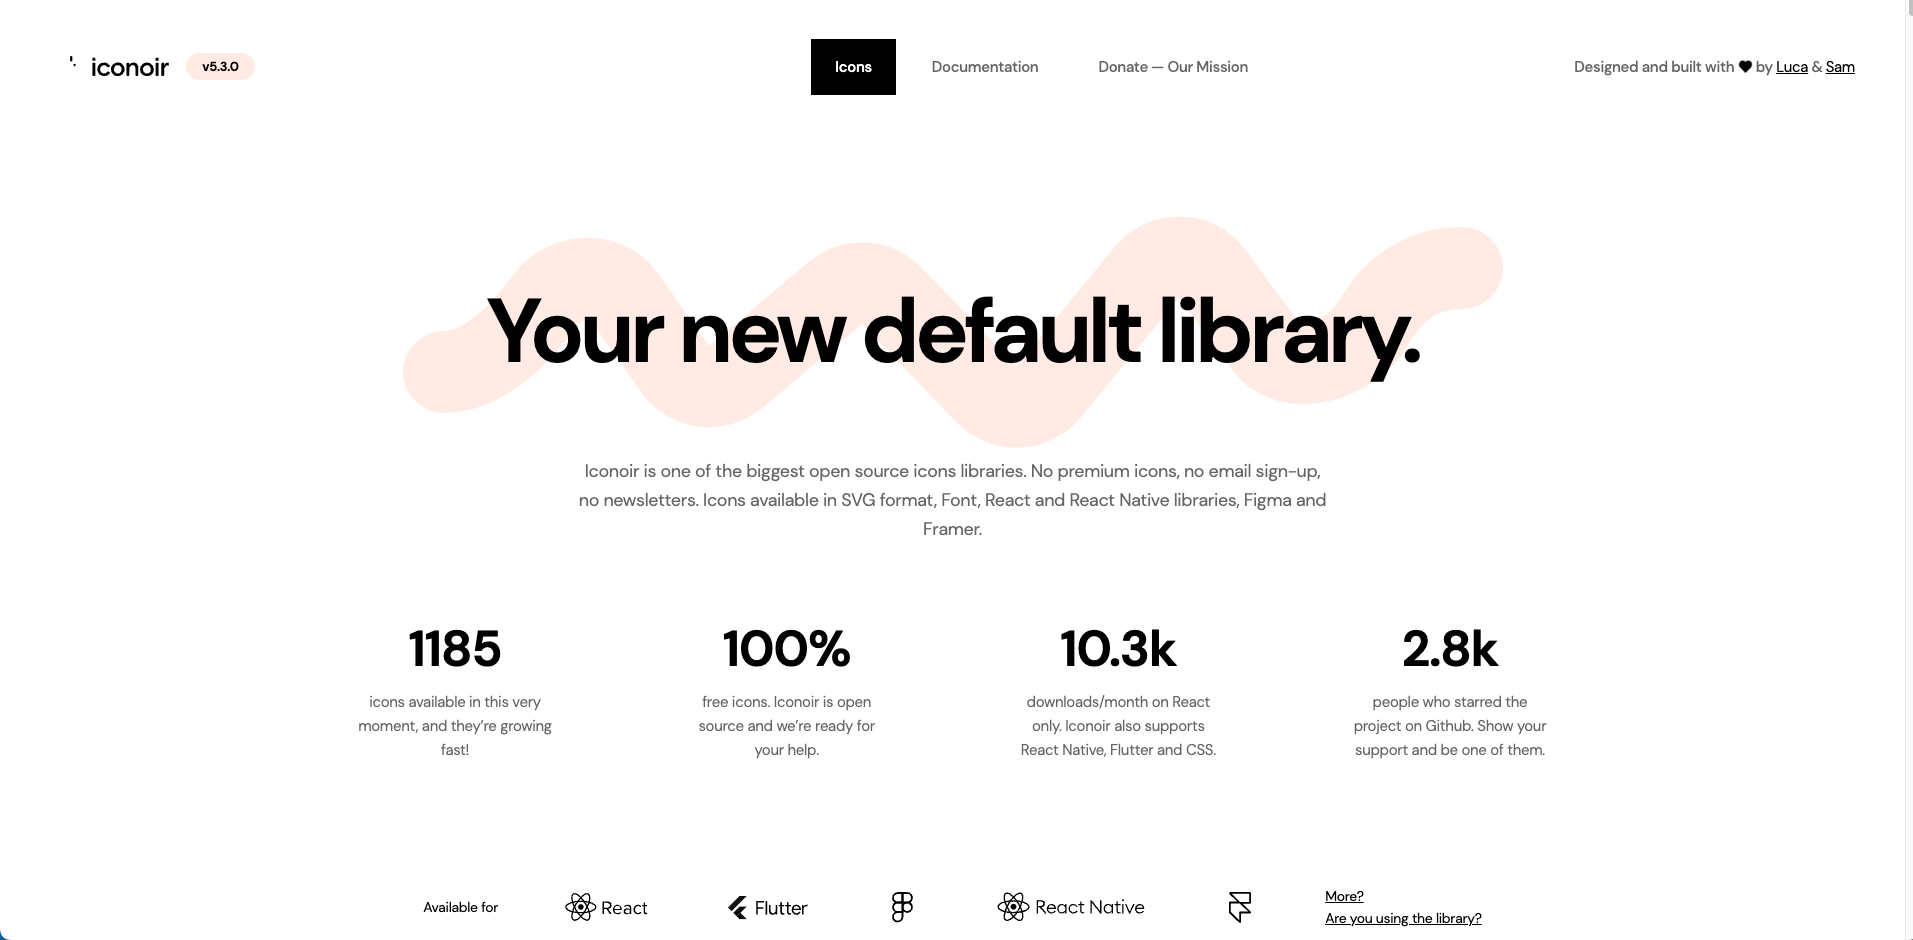 iconoir
v5.3.0
Icons
Documentation
Donate — Our Mission
Designed and built with ♥ by Luca & Sam
Your new default library.
Iconoir is one of the biggest open source icons libraries. No premium icons, no email sign-up,
no newsletters. Icons available in SVG format, Font, React and React Native libraries, Figma and
Framer.
1185
icons available in this very
moment, and they’re growing
fast!
100%
free icons. Iconoir is open
source and we’re ready for
your help.
10.3k
downloads/month on React
only. Iconoir also supports
React Native, Flutter and CSS.
2.8k
people who starred the
project on Github. Show your
support and be one of them.
Available for
React
Flutter
React Native
More?
Are you using the library?